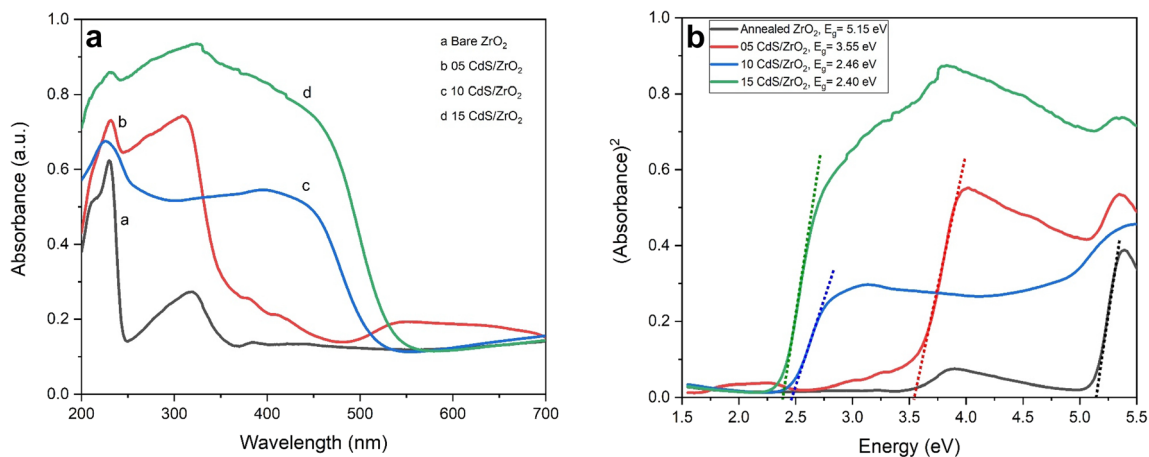 a
a Bare ZrO₂
b 05 CdS/ZrO₂
c 10 CdS/ZrO₂
d 15 CdS/ZrO₂
d
b
c
a
1.0
0.8
0.6
0.4
0.2
0.0
200 300 400 500 600 700
Absorbance (a.u.)
Wavelength (nm)
b
Annealed ZrO₂, E_g= 5.15 eV
05 CdS/ZrO₂, E_g= 3.55 eV
10 CdS/ZrO₂, E_g= 2.46 eV
15 CdS/ZrO₂, E_g= 2.40 eV
1.0
0.8
0.6
0.4
0.2
0.0
1.5 2.0 2.5 3.0 3.5 4.0 4.5 5.0 5.5
(Absorbance)²
Energy (eV)